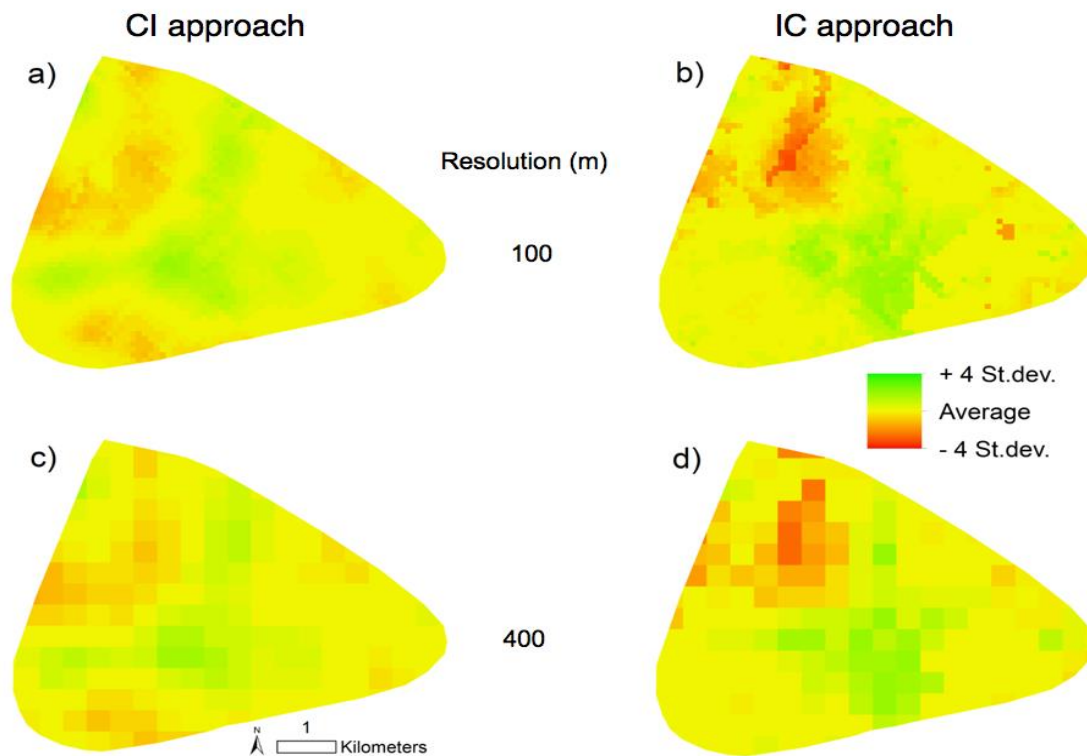 CI approach
IC approach
a)
b)
Resolution (m)
100
+ 4 St.dev.
Average
- 4 St.dev.
c)
d)
400
N
1
Kilometers